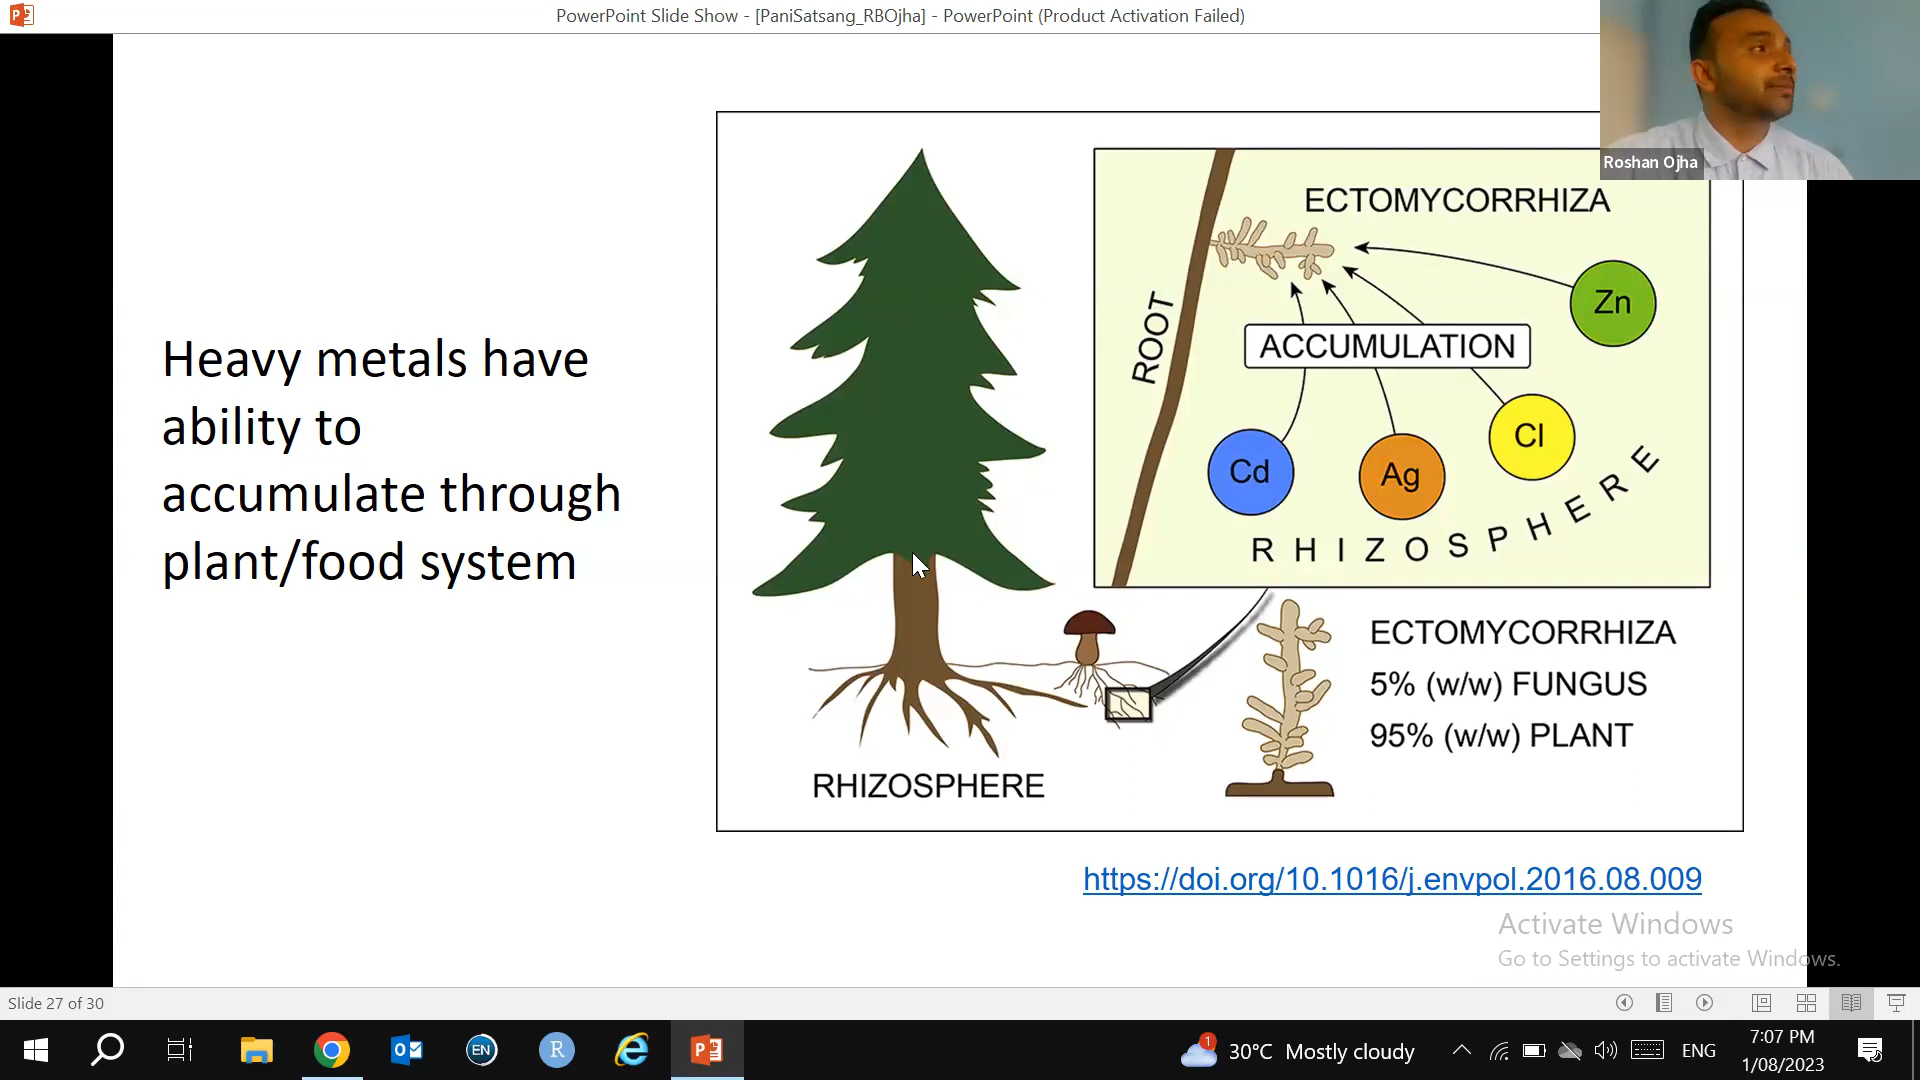 PowerPoint Slide Show - [PaniSatsang_RBOjha] - PowerPoint (Product Activation Failed)
Roshan Ojha
Heavy metals have
ability to
accumulate through
plant/food system
ECTOMYCORRHIZA
ROOT
Zn
ACCUMULATION
Cl
Cd
Ag
RHIZOSPHERE
ECTOMYCORRHIZA
5% (w/w) FUNGUS
95% (w/w) PLANT
RHIZOSPHERE
https://doi.org/10.1016/j.envpol.2016.08.009
Activate Windows
Go to Settings to activate Windows.
Slide 27 of 30
EN
R
1
30°C Mostly cloudy
ENG
7:07 PM
1/08/2023